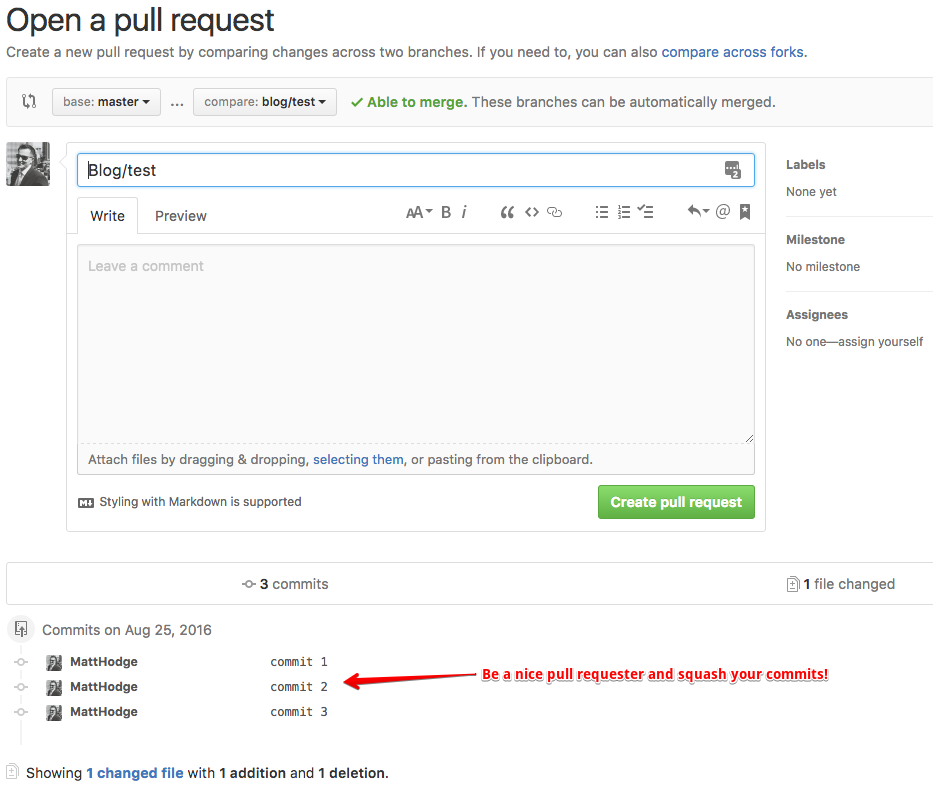 Open a pull request
Create a new pull request by comparing changes across two branches. If you need to, you can also compare across forks.
base: master ... compare: blog/test Able to merge. These branches can be automatically merged.
Blog/test
2
Labels
None yet
Write Preview
AA B i
@
Milestone
No milestone
Leave a comment
Assignees
No one—assign yourself
Attach files by dragging & dropping, selecting them, or pasting from the clipboard.
Styling with Markdown is supported
Create pull request
3 commits
1 file changed
Commits on Aug 25, 2016
MattHodge commit 1
MattHodge commit 2
MattHodge commit 3
Be a nice pull requester and squash your commits!
Showing 1 changed file with 1 addition and 1 deletion.